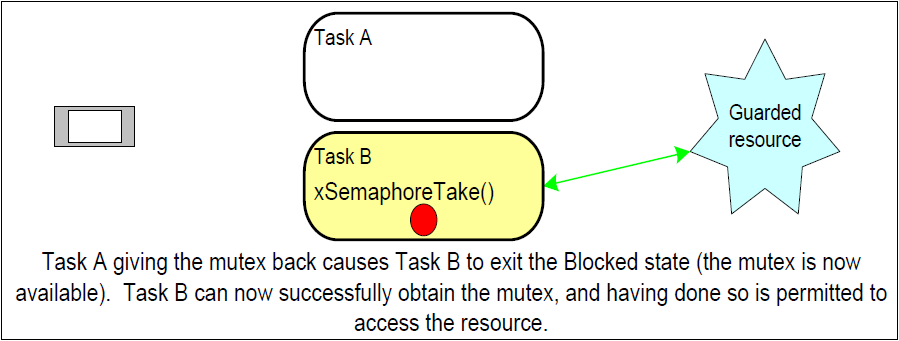 Task A
Guarded
resource
Task B
xSemaphoreTake()
Task A giving the mutex back causes Task B to exit the Blocked state (the mutex is now
available).  Task B can now successfully obtain the mutex, and having done so is permitted to
access the resource.